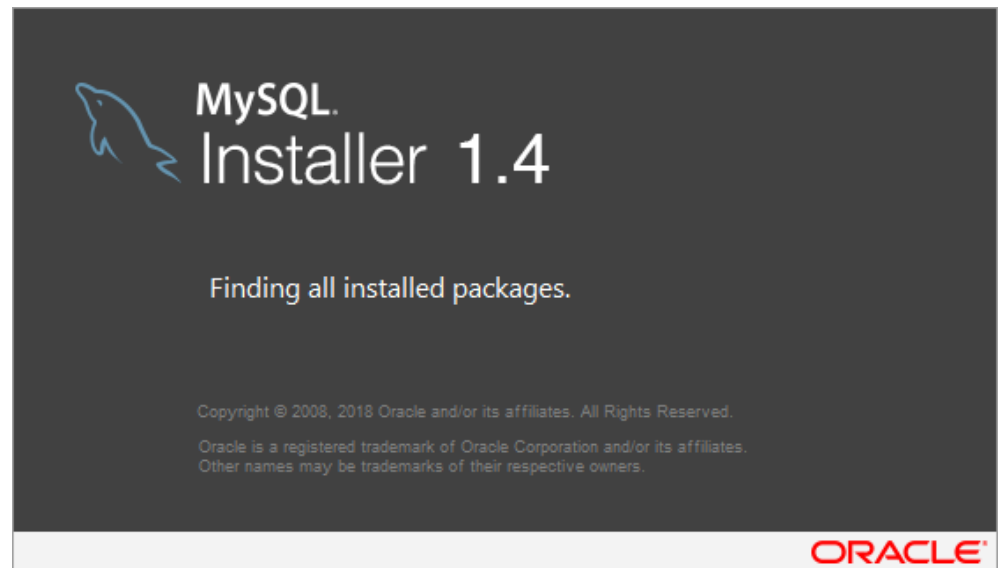 MySQL.
Installer 1.4
Finding all installed packages.
Copyright © 2008, 2018 Oracle and/or its affiliates. All Rights Reserved.
Oracle is a registered trademark of Oracle Corporation and/or its affiliates.
Other names may be trademarks of their respective owners.
ORACLE